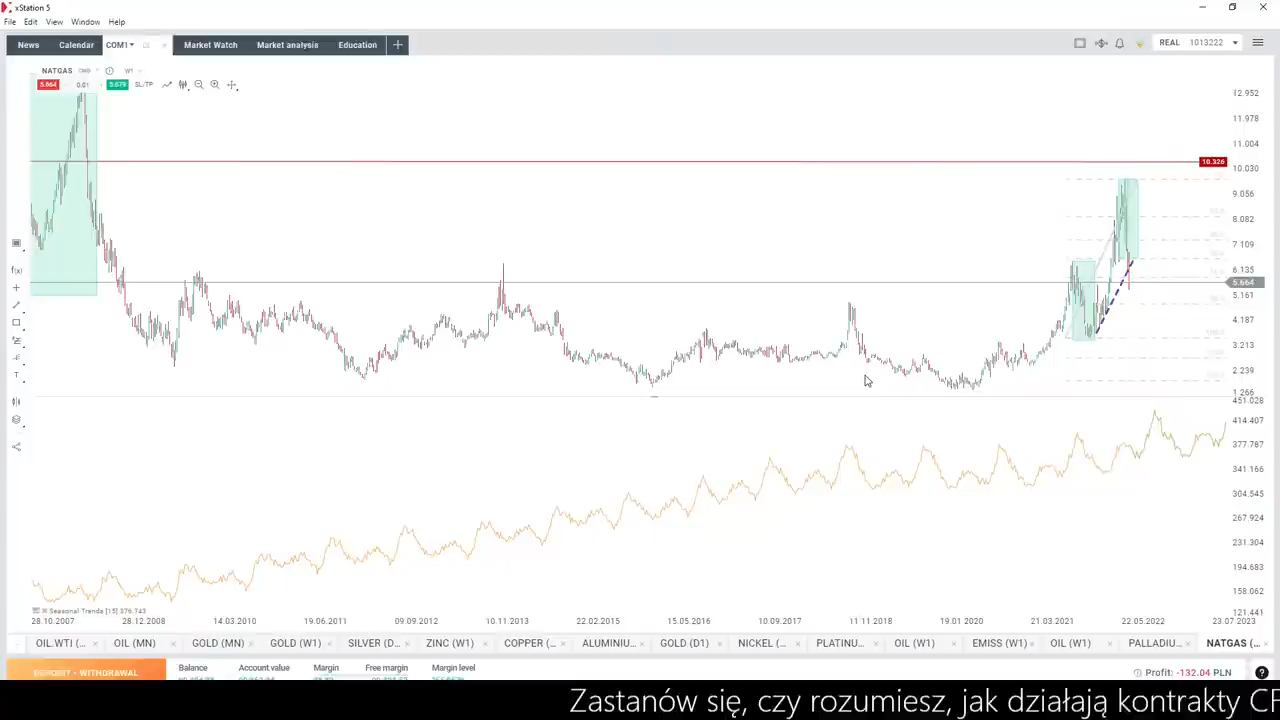 xStation 5
File Edit View Window Help
News Calendar COM1 Market Watch Market analysis Education +
REAL 1013222
NATGAS W1
5.664 0.01 5.679 SL/TP
12.952
11.978
11.004
10.326
10.030
9.056
8.082
7.109
6.135
5.664
5.161
4.187
3.213
2.239
1.266
451.028
414.407
377.787
341.166
304.545
267.924
231.304
194.683
158.062
121.441
Seasonal Trends [15] 376.743
28.10.2007 28.12.2008 14.03.2010 19.06.2011 09.09.2012 10.11.2013 22.02.2015 15.05.2016 10.09.2017 11.11.2018 19.01.2020 21.03.2021 22.05.2022 23.07.2023
OIL.WTI (... OIL (MN) GOLD (MN) GOLD (W1) SILVER (D... ZINC (W1) COPPER (... ALUMINIU... GOLD (D1) NICKEL (... PLATINU... OIL (W1) EMISS (W1) OIL (W1) PALLADIU... NATGAS (...
DEPOSIT - WITHDRAWAL Balance Account value Margin Free margin Margin level Profit: -132.04 PLN
Zastanów się, czy rozumiesz, jak działają kontrakty CF